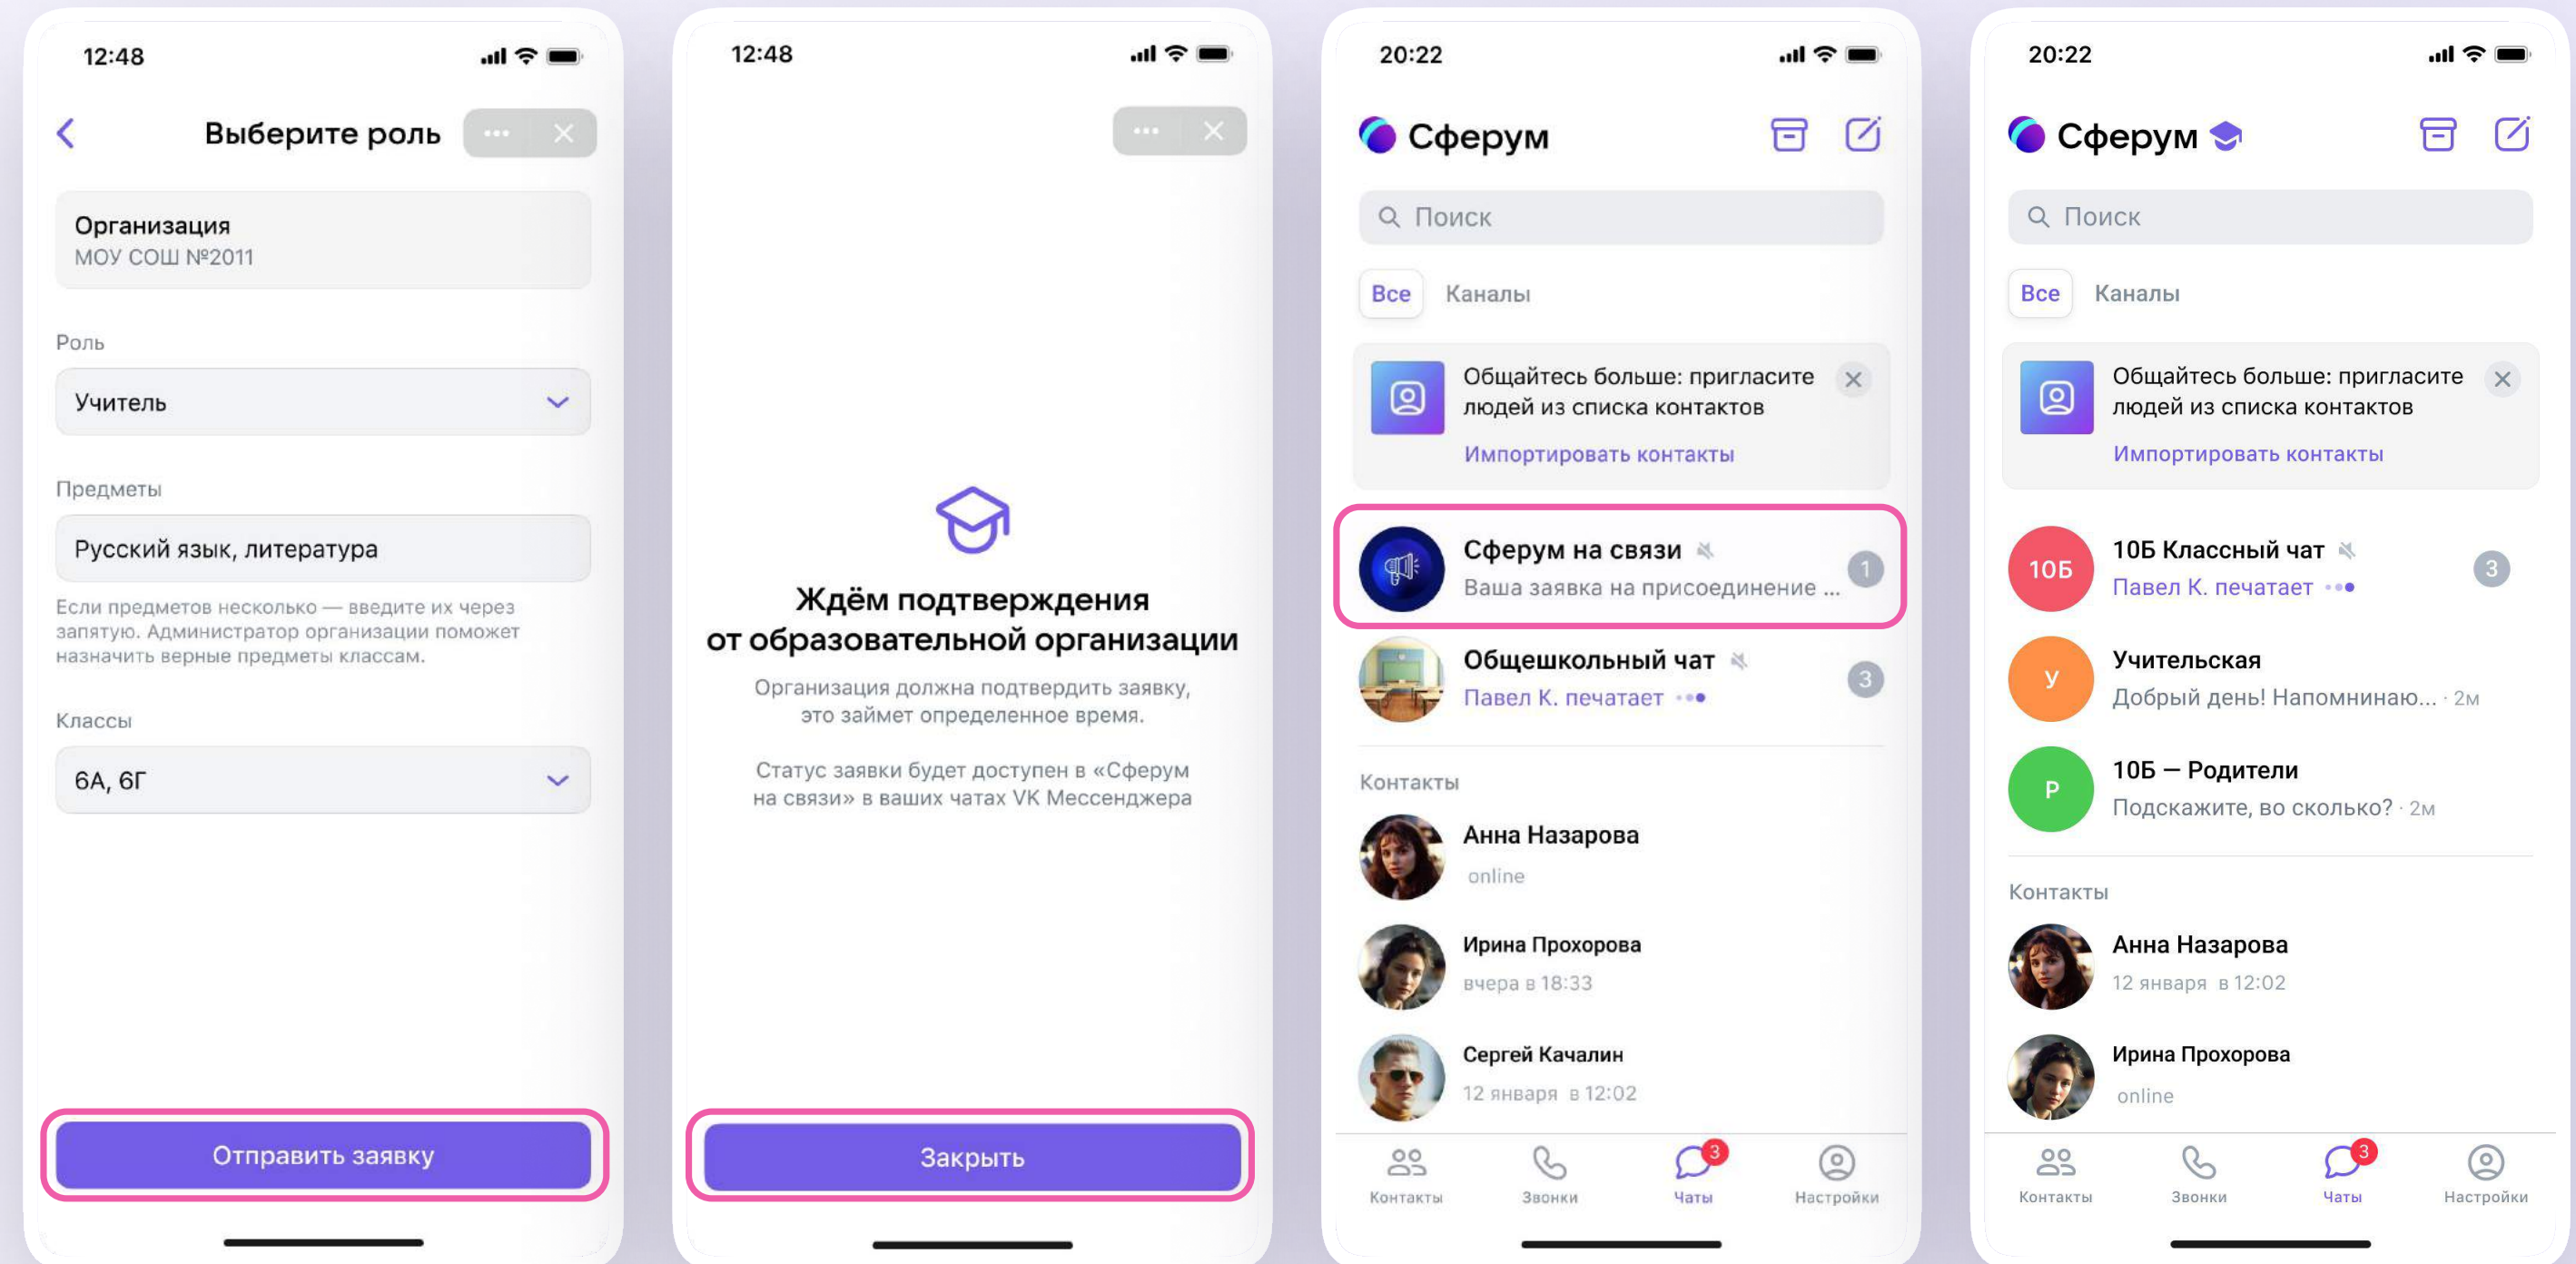 12:48
Выберите роль
Организация
МОУ СОШ №2011
Роль
Учитель
Предметы
Русский язык, литература
Если предметов несколько — введите их через
запятую. Администратор организации поможет
назначить верные предметы классам.
Классы
6А, 6Г
Отправить заявку
12:48
Ждём подтверждения
от образовательной организации
Организация должна подтвердить заявку,
это займет определенное время.
Статус заявки будет доступен в «Сферум
на связи» в ваших чатах VK Мессенджера
Закрыть
20:22
Сферум
Поиск
Все Каналы
Общайтесь больше: пригласите
людей из списка контактов
Импортировать контакты
Сферум на связи
Ваша заявка на присоединение ... 1
Общешкольный чат
Павел К. печатает 3
Контакты
Анна Назарова
online
Ирина Прохорова
вчера в 18:33
Сергей Качалин
12 января в 12:02
3
Контакты Звонки Чаты Настройки
20:22
Сферум
Поиск
Все Каналы
Общайтесь больше: пригласите
людей из списка контактов
Импортировать контакты
10Б 10Б Классный чат 3
Павел К. печатает
У Учительская
Добрый день! Напомнинаю... · 2м
Р 10Б — Родители
Подскажите, во сколько? · 2м
Контакты
Анна Назарова
12 января в 12:02
Ирина Прохорова
online
3
Контакты Звонки Чаты Настройки